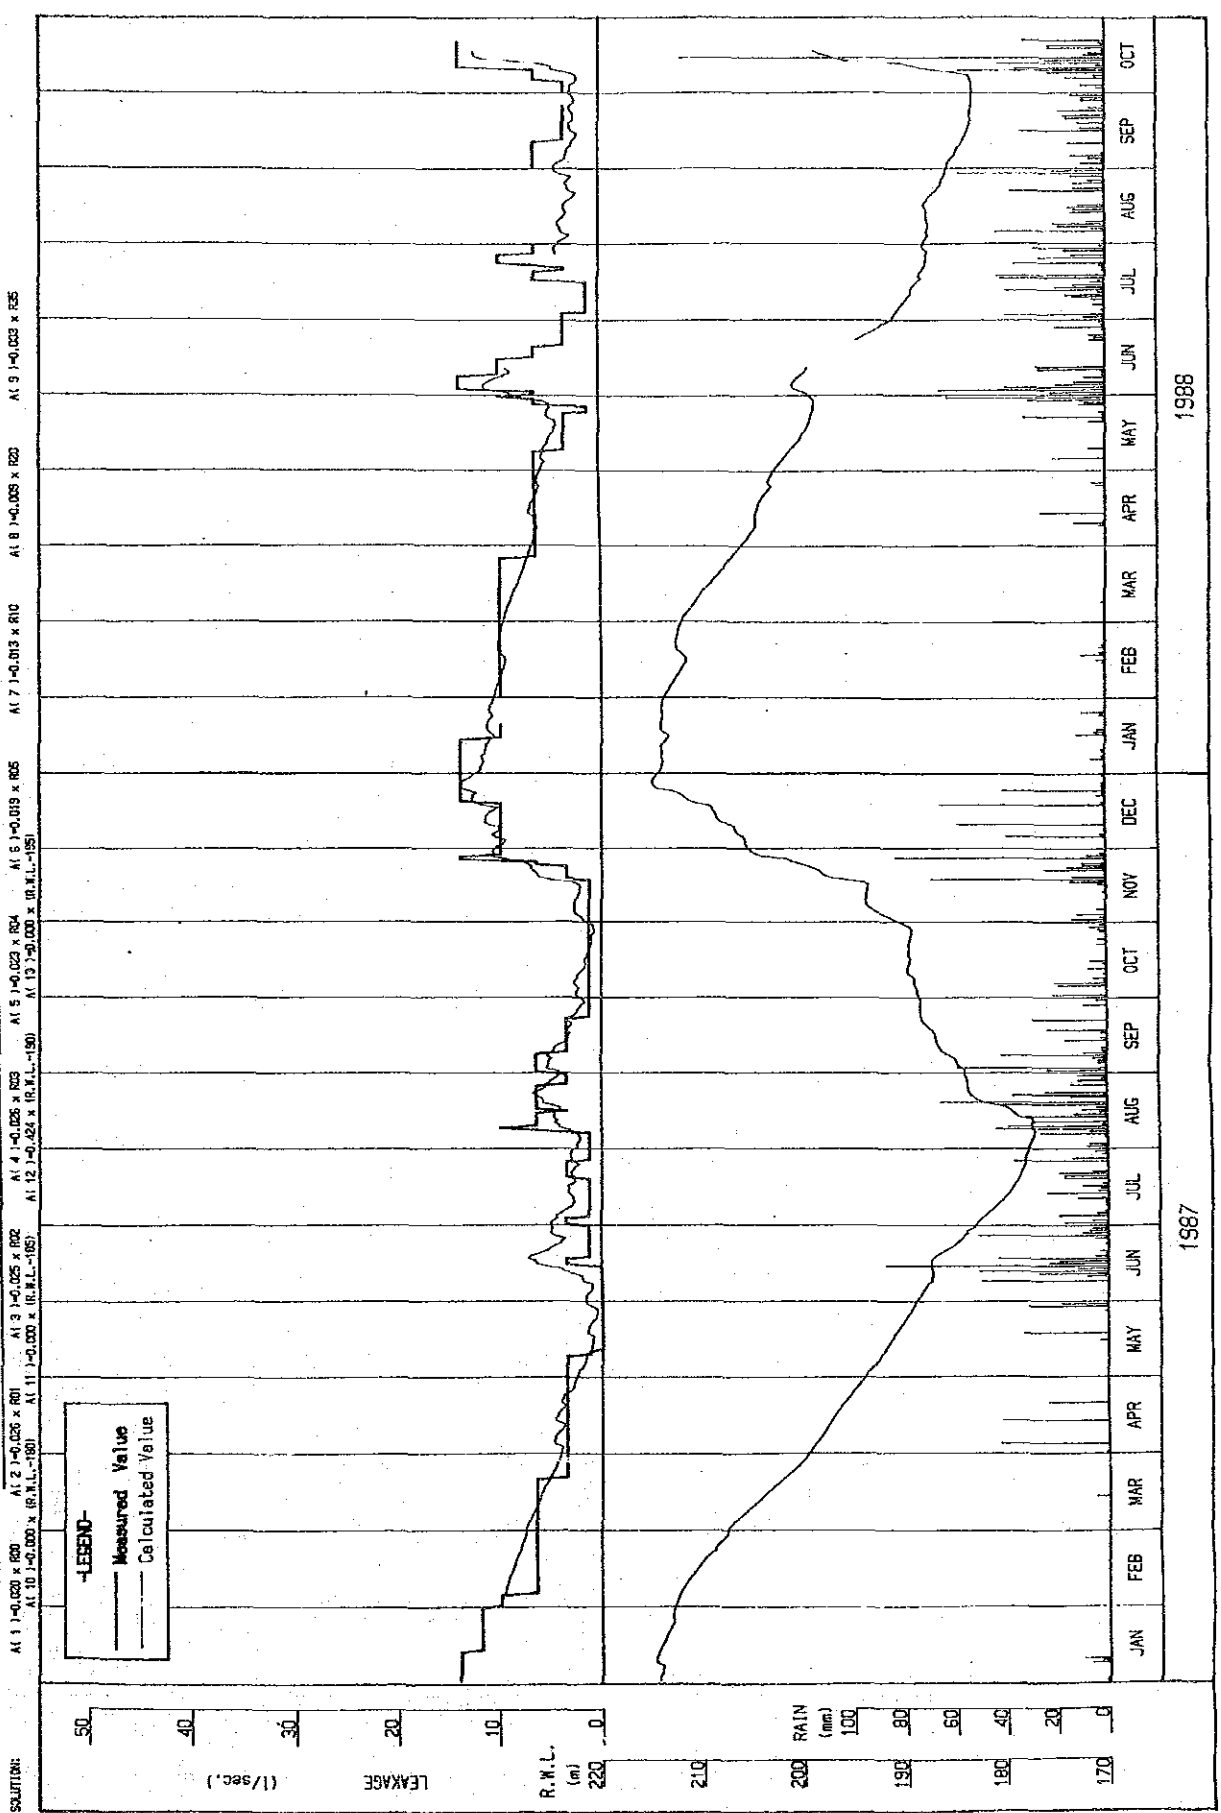 SOLUTION:
A( 1 )=0.020 x R00 A( 2 )=0.026 x R01 A( 3 )=0.025 x R02 A( 4 )=0.026 x R03 A( 5 )=0.023 x R04 A( 6 )=0.019 x R05 A( 7 )=0.013 x R10 A( 8 )=0.009 x R20 A( 9 )=0.033 x R35
A( 10 )=0.000 x (R.W.L.-180) A( 11 )=0.000 x (R.W.L.-185) A( 12 )=0.424 x (R.W.L.-190) A( 13 )=0.000 x (R.W.L.-195)
-LEGEND-
Measured Value
Calculated Value
LEAKAGE
(l/sec.)
50
40
30
20
10
0
R.W.L.
(m)
220
210
200
190
180
170
RAIN
(mm)
100
80
60
40
20
0
JAN FEB MAR APR MAY JUN JUL AUG SEP OCT NOV DEC JAN FEB MAR APR MAY JUN JUL AUG SEP OCT
1987 1988